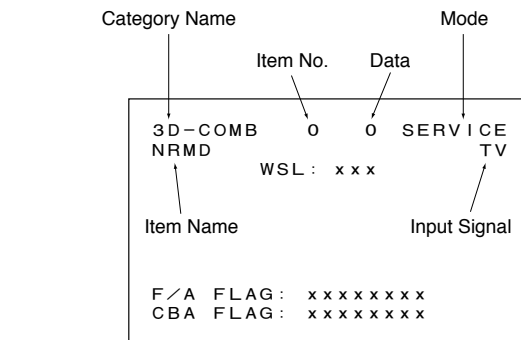 Category Name Mode
Item No. Data
3D-COMB 0 0 SERVICE
NRMD TV
WSL: xxx
Item Name Input Signal
F/A FLAG: xxxxxxxx
CBA FLAG: xxxxxxxx